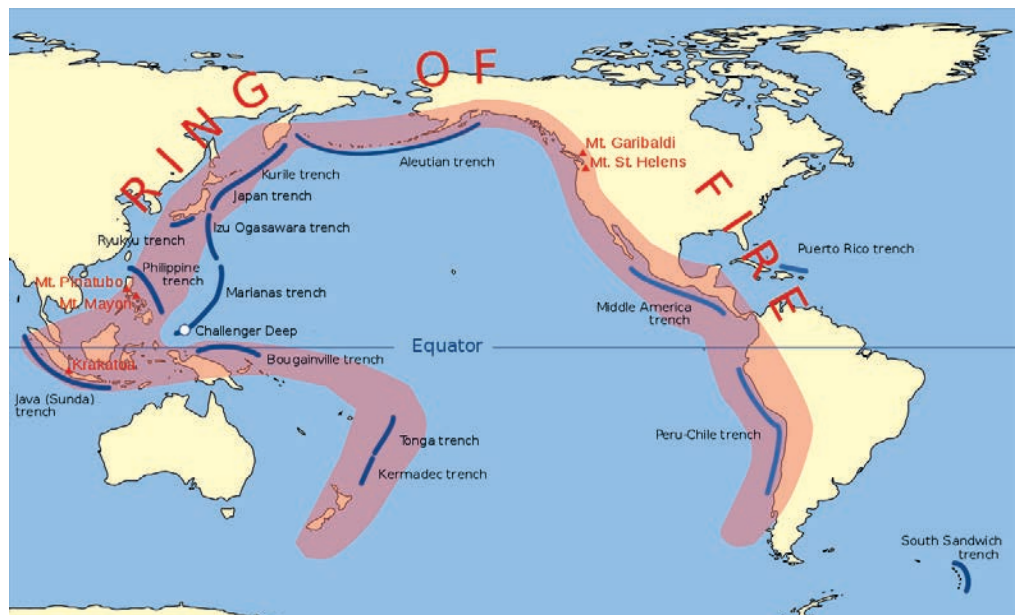 RING OF FIRE
Mt. Garibaldi
Mt. St. Helens
Aleutian trench
Kurile trench
Japan trench
Izu Ogasawara trench
Ryukyu trench
Puerto Rico trench
Philippine
trench
Mt. Pinatubo
Mt. Mayon
Marianas trench
Middle America
trench
Challenger Deep
Equator
Bougainville trench
Krakatoa
Java (Sunda)
trench
Peru-Chile trench
Tonga trench
Kermadec trench
South Sandwich
trench